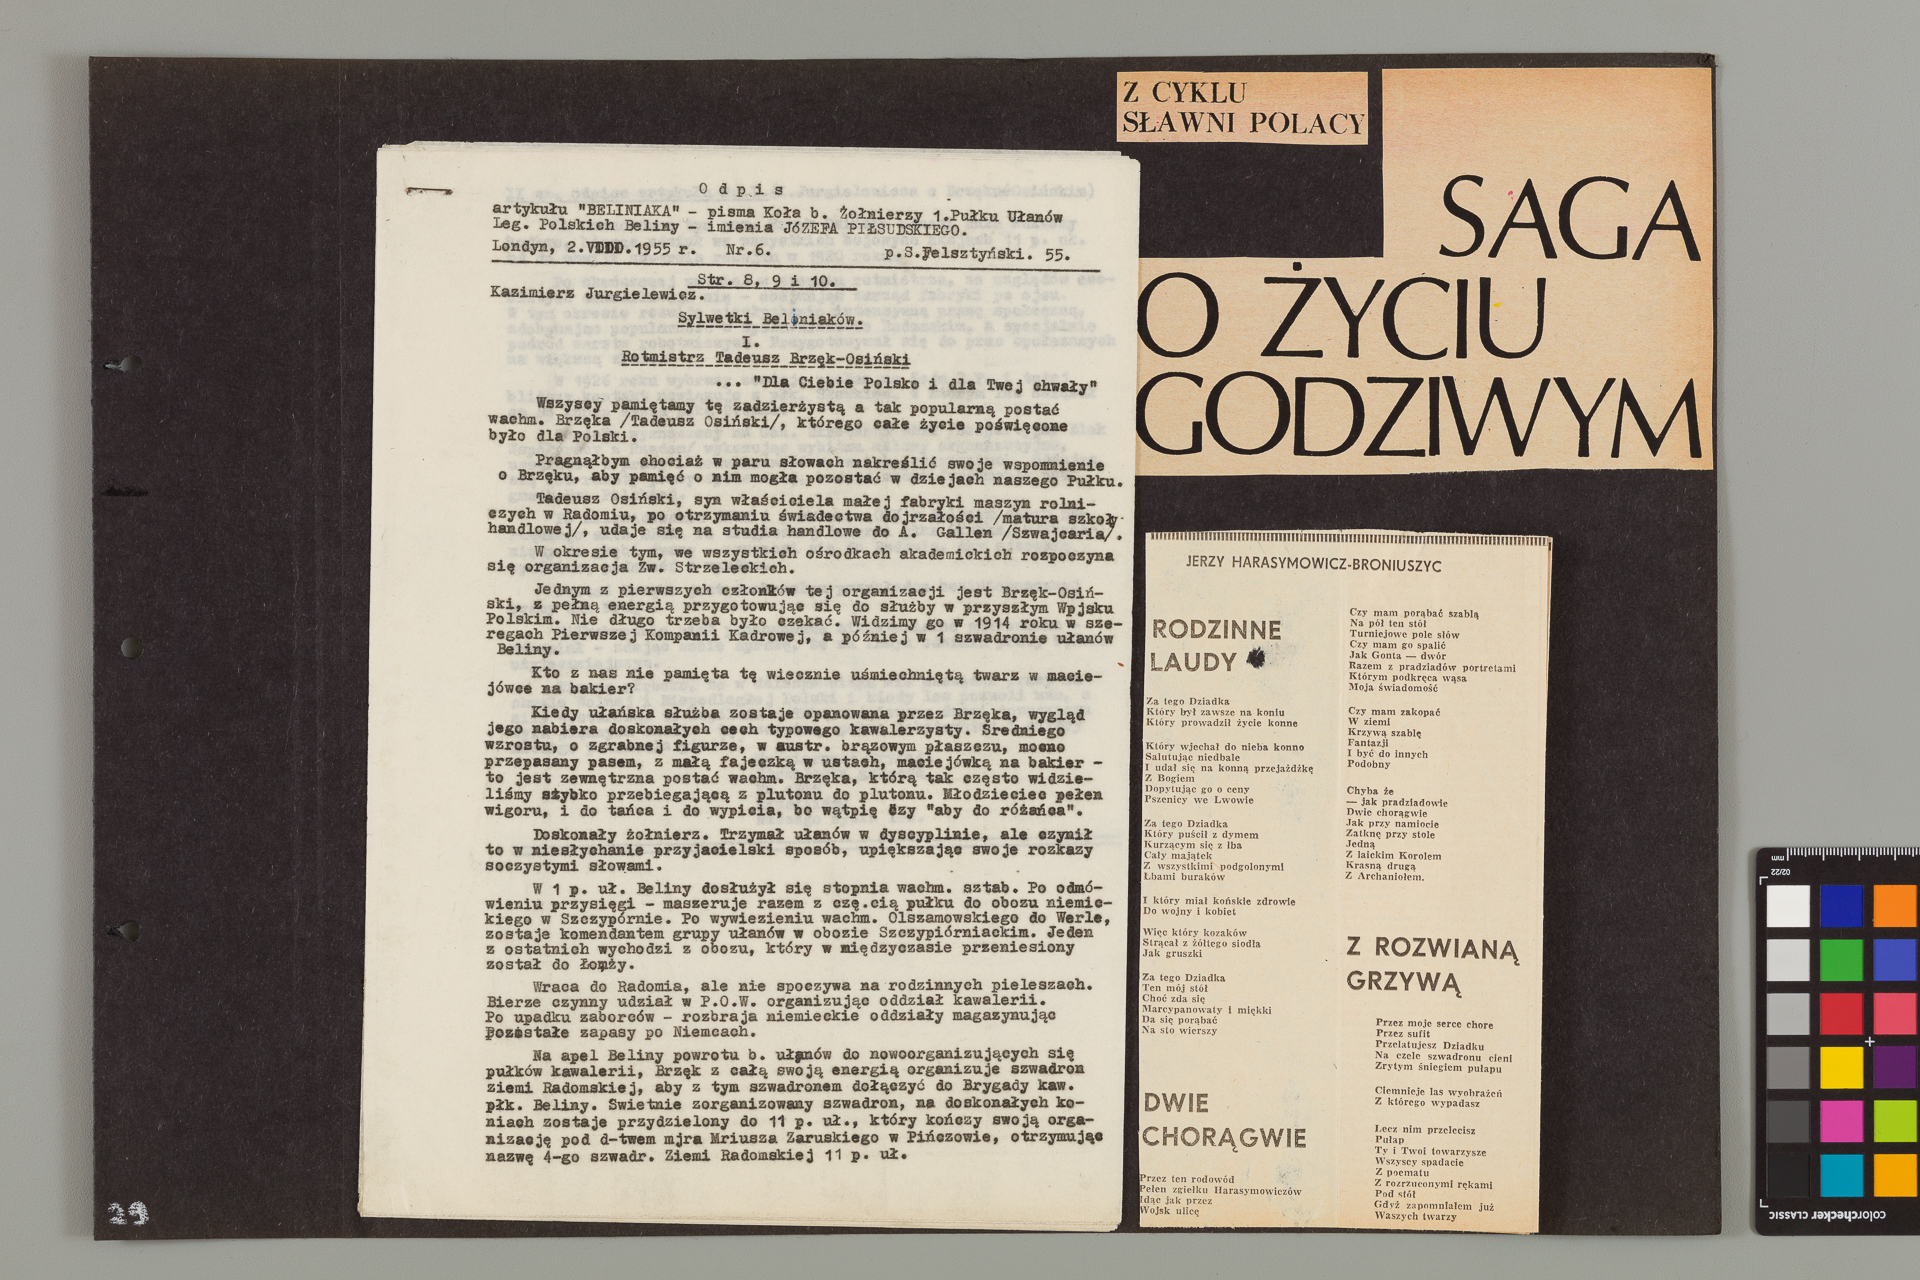 Z CYKLU
SŁAWNI POLACY
SAGA
O ŻYCIU
GODZIWYM
O d p i s
artykułu "BELINIAKA" - pisma Koła b. Żołnierzy 1.Pułku Ułanów
Leg. Polskich Beliny - imienia JÓZEFA PIŁSUDSKIEGO.
Londyn, 2. .1955 r. Nr.6. p.S.Felsztyński. 55.
Str. 8, 9 i 10.
Kazimierz Jurgielewicz.
Sylwetki Beliniaków.
I.
Rotmistrz Tadeusz Brzęk-Osiński
... "Dla Ciebie Polsko i dla Twej chwały"
Wszyscy pamiętamy tę zadzierżystą a tak popularną postać
wachm. Brzęka /Tadeusz Osiński/, którego całe życie poświęcone
było dla Polski.
Pragnąłbym chociaż w paru słowach nakreślić swoje wspomnienie
o Brzęku, aby pamięć o nim mogła pozostać w dziejach naszego Pułku.
Tadeusz Osiński, syn właściciela małej fabryki maszyn rolni-
czych w Radomiu, po otrzymaniu świadectwa dojrzałości /matura szkoły
handlowej/, udaje się na studia handlowe do A. Gallen /Szwajcaria/.
W okresie tym, we wszystkich ośrodkach akademickich rozpoczyna
się organizacja Zw. Strzeleckich.
Jednym z pierwszych członków tej organizacji jest Brzęk-Osiń-
ski, z pełną energią przygotowując się do służby w przyszłym Wpjsku
Polskim. Nie długo trzeba było czekać. Widzimy go w 1914 roku w sze-
regach Pierwszej Kompanii Kadrowej, a później w 1 szwadronie ułanów
Beliny.
Kto z nas nie pamięta tę wiecznie uśmiechniętą twarz w macie-
jówce na bakier?
Kiedy ułańska służba zostaje opanowana przez Brzęka, wygląd
jego nabiera doskonałych cech typowego kawalerzysty. Średniego
wzrostu, o zgrabnej figurze, w austr. brązowym płaszczu, mocno
przepasany pasem, z małą fajeczką w ustach, maciejówką na bakier -
to jest zewnętrzna postać wachm. Brzęka, którą tak często widzie-
liśmy szybko przebiegającą z plutonu do plutonu. Młodzieciec pełen
wigoru, i do tańca i do wypicia, bo wątpię czy "aby do różańca".
Doskonały żołnierz. Trzymał ułanów w dyscyplinie, ale czynił
to w niesłychanie przyjacielski sposób, upiększając swoje rozkazy
soczystymi słowami.
W 1 p. uł. Beliny dosłużył się stopnia wachm. sztab. Po odmó-
wieniu przysięgi - maszeruje razem z czę.cią pułku do obozu niemie-
ckiego w Szczypórnie. Po wywiezieniu wachm. Olszamowskiego do Werle,
zostaje komendantem grupy ułanów w obozie Szczypiórniackim. Jeden
z ostatnich wychodzi z obozu, który w międzyczasie przeniesiony
został do Łomży.
Wraca do Radomia, ale nie spoczywa na rodzinnych pieleszach.
Bierze czynny udział w P.O.W. organizując oddział kawalerii.
Po upadku zaborców - rozbraja niemieckie oddziały magazynując
pozostałe zapasy po Niemcach.
Na apel Beliny powrotu b. ułanów do nowoorganizujących się
pułków kawalerii, Brzęk z całą swoją energią organizuje szwadron
ziemi Radomskiej, aby z tym szwadronem dołączyć do Brygady kaw.
płk. Beliny. Swietnie zorganizowany szwadron, na doskonałych ko-
niach zostaje przydzielony do 11 p. uł., który kończy swoją orga-
nizację pod d-twem mjra Mriusza Zaruskiego w Pińczowie, otrzymując
nazwę 4-go szwadr. Ziemi Radomskiej 11 p. uł.
JERZY HARASYMOWICZ-BRONIUSZYC
RODZINNE
LAUDY
Za tego Dziadka
Który był zawsze na koniu
Który prowadził życie konne
Który wjechał do nieba konno
Salutując niedbale
I udał się na konną przejażdżkę
Z Bogiem
Dopytując go o ceny
Pszenicy we Lwowie
Za tego Dziadka
Który puścił z dymem
Kurzącym się z łba
Cały majątek
Z wszystkimi podgolonymi
Łbami buraków
I który miał końskie zdrowie
Do wojny i kobiet
Więc który kozaków
Strącał z żółtego siodła
Jak gruszki
Za tego Dziadka
Ten mój stół
Choć zda się
Marcypanowaty i miękki
Da się porąbać
Na sto wierszy
DWIE
CHORĄGWIE
Przez ten rodowód
Pełen zgiełku Harasymowiczów
Idąc jak przez
Wojsk ulicę
Czy mam porąbać szablą
Na pół ten stół
Turniejowe pole słów
Czy mam go spalić
Jak Gonta — dwór
Razem z pradziadów portretami
Którym podkręca wąsa
Moja świadomość
Czy mam zakopać
W ziemi
Krzywą szablę
Fantazji
I być do innych
Podobny
Chyba że
— jak pradziadowie
Dwie chorągwie
Jak przy namiocie
Zatknę przy stole
Jedną
Z laickim Korolem
Krasną drugą
Z Archaniołem.
Z ROZWIANĄ
GRZYWĄ
Przez moje serce chore
Przez sufit
Przelatujesz Dziadku
Na czele szwadronu cieni
Zrytym śniegiem pułapu
Ciemnieje las wyobrażeń
Z którego wypadasz
Lecz nim przelecisz
Pułap
Ty i Twoi towarzysze
Wszyscy spadacie
Z poematu
Z rozrzuconymi rękami
Pod stół
Gdyż zapomniałem już
Waszych twarzy
29
mm
02/22
colorchecker CLASSIC